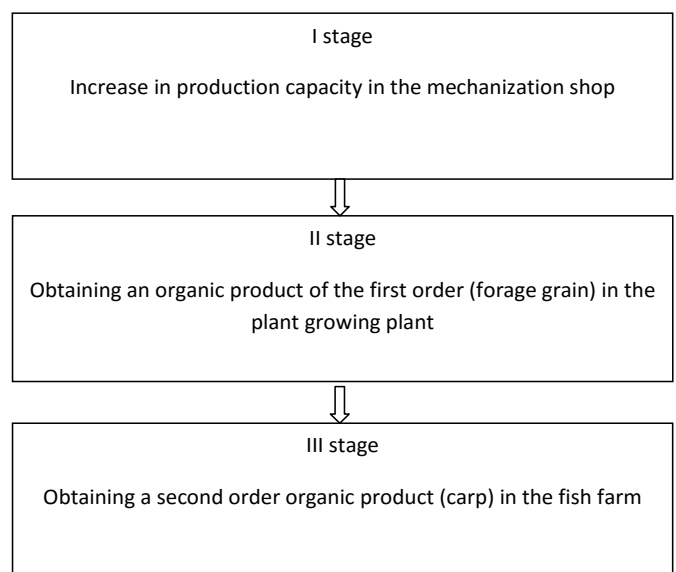 I stage
Increase in production capacity in the mechanization shop
II stage
Obtaining an organic product of the first order (forage grain) in the
plant growing plant
III stage
Obtaining a second order organic product (carp) in the fish farm